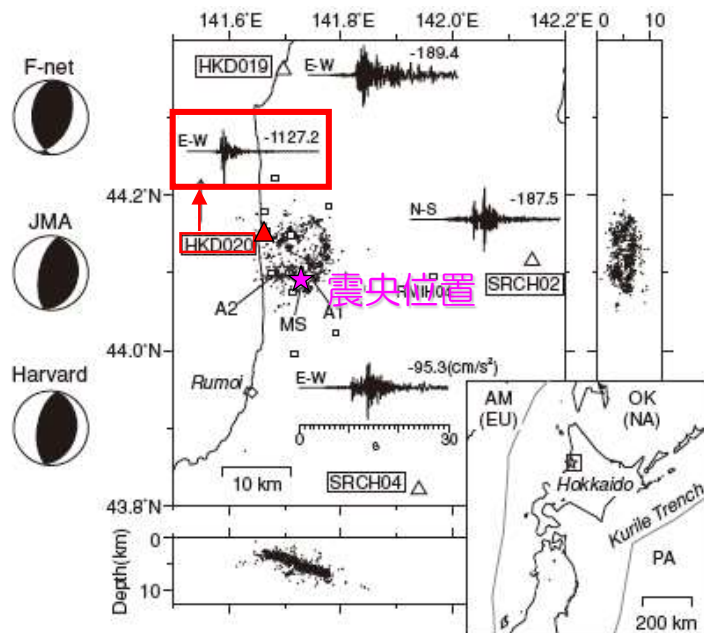 141.6˚E
141.8˚E
142.0˚E
142.2˚E
0
10
F-net
JMA
Harvard
HKD019
E-W
-189.4
E-W
-1127.2
44.2˚N
N-S
-187.5
HKD020
SRCH02
震央位置
A2
MS
A1
44.0˚N
Rumoi
E-W
-95.3(cm/s²)
0
s
30
10 km
SRCH04
43.8˚N
AM
(EU)
OK
(NA)
Hokkaido
Kurile Trench
PA
200 km
Depth(km)
0
10